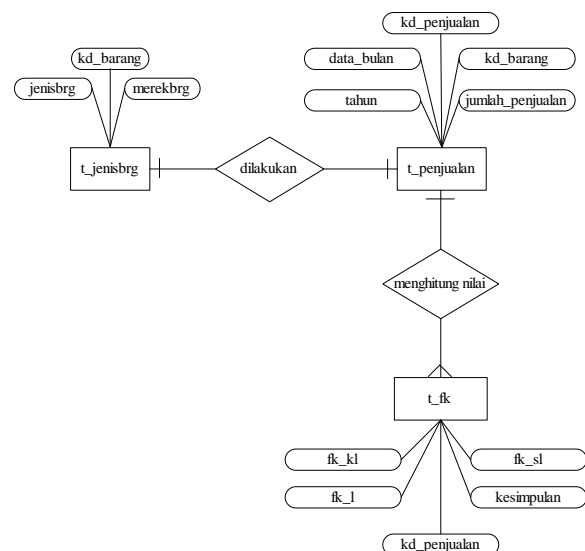 kd_penjualan
data_bulan
kd_barang
tahun
jumlah_penjualan
kd_barang
jenisbrg
merekbrg
t_jenisbrg
dilakukan
t_penjualan
menghitung nilai
t_fk
fk_kl
fk_sl
fk_l
kesimpulan
kd_penjualan